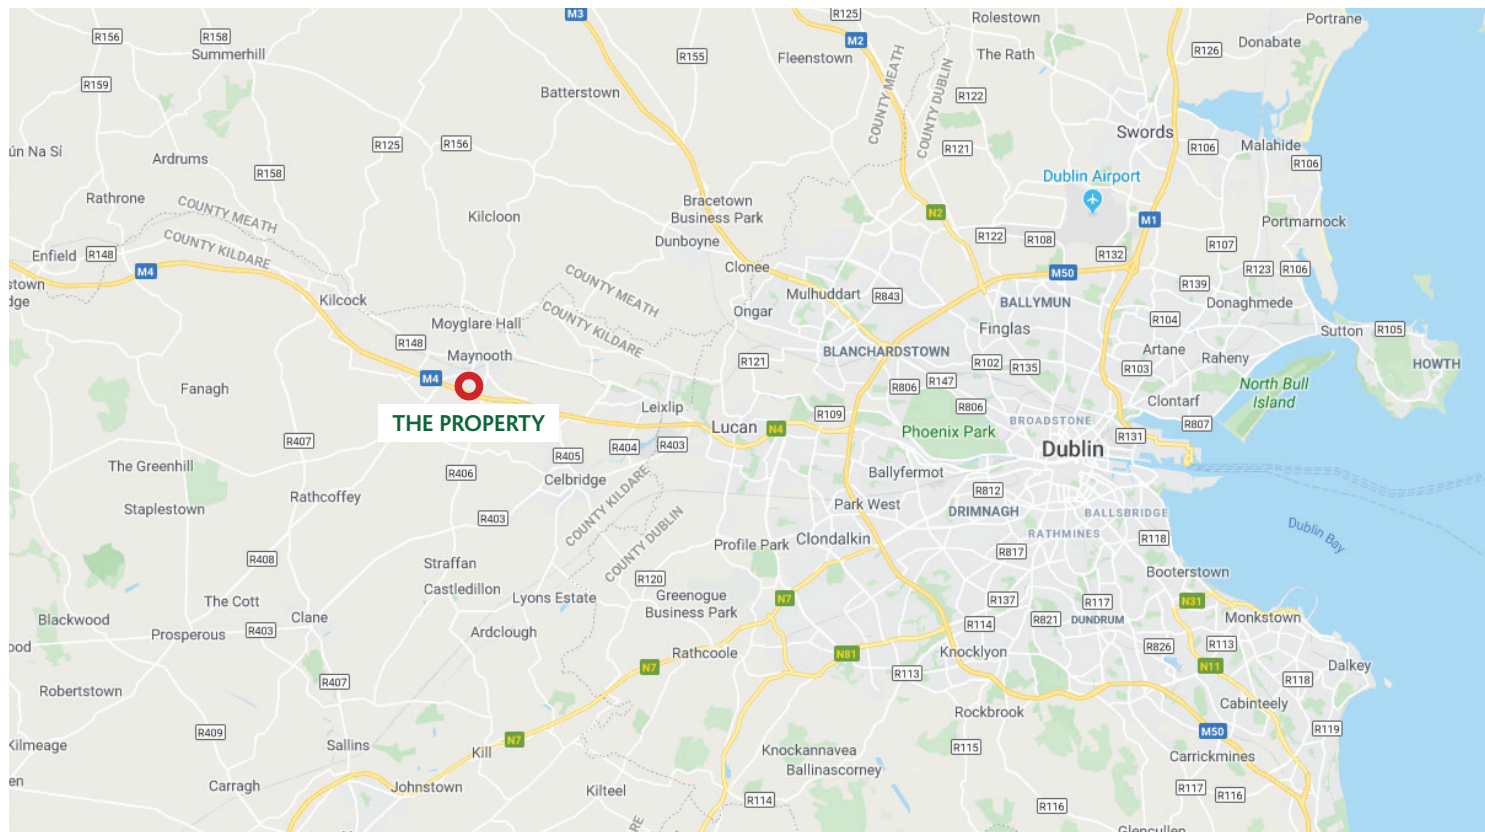 M3
R125
Rolestown
Portrane
R156
R158
Summerhill
R155
M2
Fleenstown
The Rath
R126
Donabate
R159
Batterstown
COUNTY MEATH
COUNTY DUBLIN
R122
Swords
ún Na Sí
Ardrums
R125
R156
R121
R106
Malahide
R106
R158
Dublin Airport
Rathrone
COUNTY MEATH
Kilcloon
Bracetown
Business Park
N2
M1
Portmarnock
COUNTY KILDARE
Dunboyne
R122
R108
R107
Enfield
R148
M4
Clonee
R132
R123
R106
stown
dge
COUNTY MEATH
M50
R139
Kilcock
Mulhuddart
R843
BALLYMUN
Donaghmede
Moyglare Hall
COUNTY KILDARE
Ongar
Finglas
R104
Sutton
R105
R148
Maynooth
R121
BLANCHARDSTOWN
R102
R135
Artane
Raheny
HOWTH
M4
R806
R147
R103
North Bull
Island
Fanagh
Leixlip
R109
R806
Clontarf
THE PROPERTY
Lucan
N4
Phoenix Park
BROADSTONE
R807
R407
R404
R403
Dublin
R131
R405
The Greenhill
R406
Celbridge
Ballyfermot
Rathcoffey
COUNTY KILDARE
R812
Staplestown
R403
Park West
DRIMNAGH
BALLSBRIDGE
COUNTY DUBLIN
Profile Park
Clondalkin
RATHMINES
R118
Dublin Bay
R408
Straffan
R817
Castledillon
R120
Booterstown
The Cott
Lyons Estate
Greenogue
Business Park
N7
R137
R117
N31
Blackwood
Clane
R821
DUNDRUM
Monkstown
Prosperous
R403
Ardclough
R114
ood
Rathcoole
N81
Knocklyon
R826
R113
N7
R113
N11
Dalkey
Robertstown
R407
R118
Cabinteely
Rockbrook
R409
M50
R119
Kilmeage
Sallins
Kill
N7
Knockannavea
R115
Carrickmines
Ballinascorney
en
Carragh
Johnstown
Kilteel
R114
R117
R116
R116
RE
Glencullen